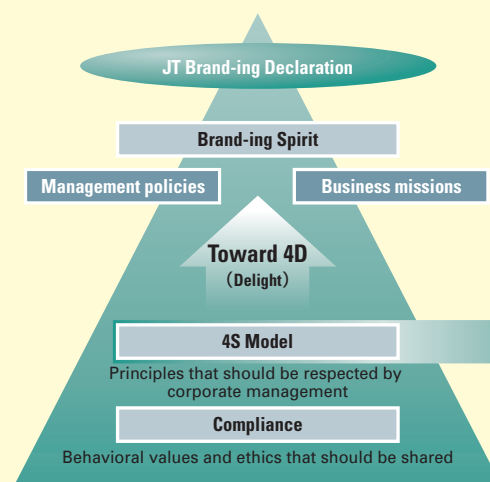 JT Brand-ing Declaration
Brand-ing Spirit
Management policies
Business missions
Toward 4D
(Delight)
4S Model
Principles that should be respected by
corporate management
Compliance
Behavioral values and ethics that should be shared